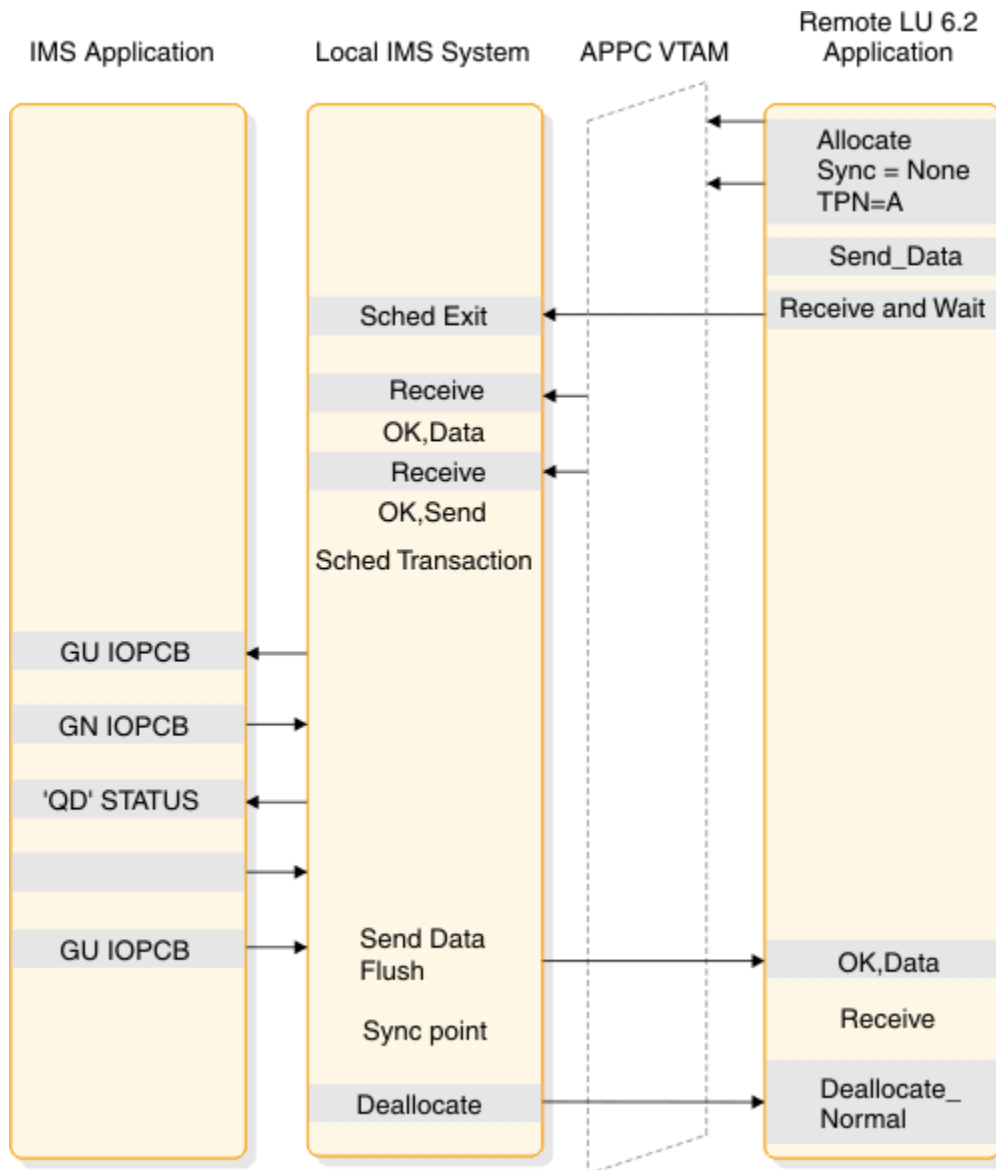 IMS Application
Local IMS System
APPC VTAM
Remote LU 6.2
Application
Allocate
Sync = None
TPN=A
Send_Data
Receive and Wait
Sched Exit
Receive
OK,Data
Receive
OK,Send
Sched Transaction
GU IOPCB
GN IOPCB
'QD' STATUS
GU IOPCB
Send Data
Flush
OK,Data
Receive
Sync point
Deallocate
Deallocate_
Normal